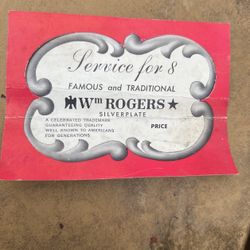 Service for 8
FAMOUS and TRADITIONAL
Wm ROGERS ★
SILVERPLATE
A CELEBRATED TRADEMARK
GUARANTEEING QUALITY
WELL KNOWN TO AMERICANS
FOR GENERATIONS
PRICE